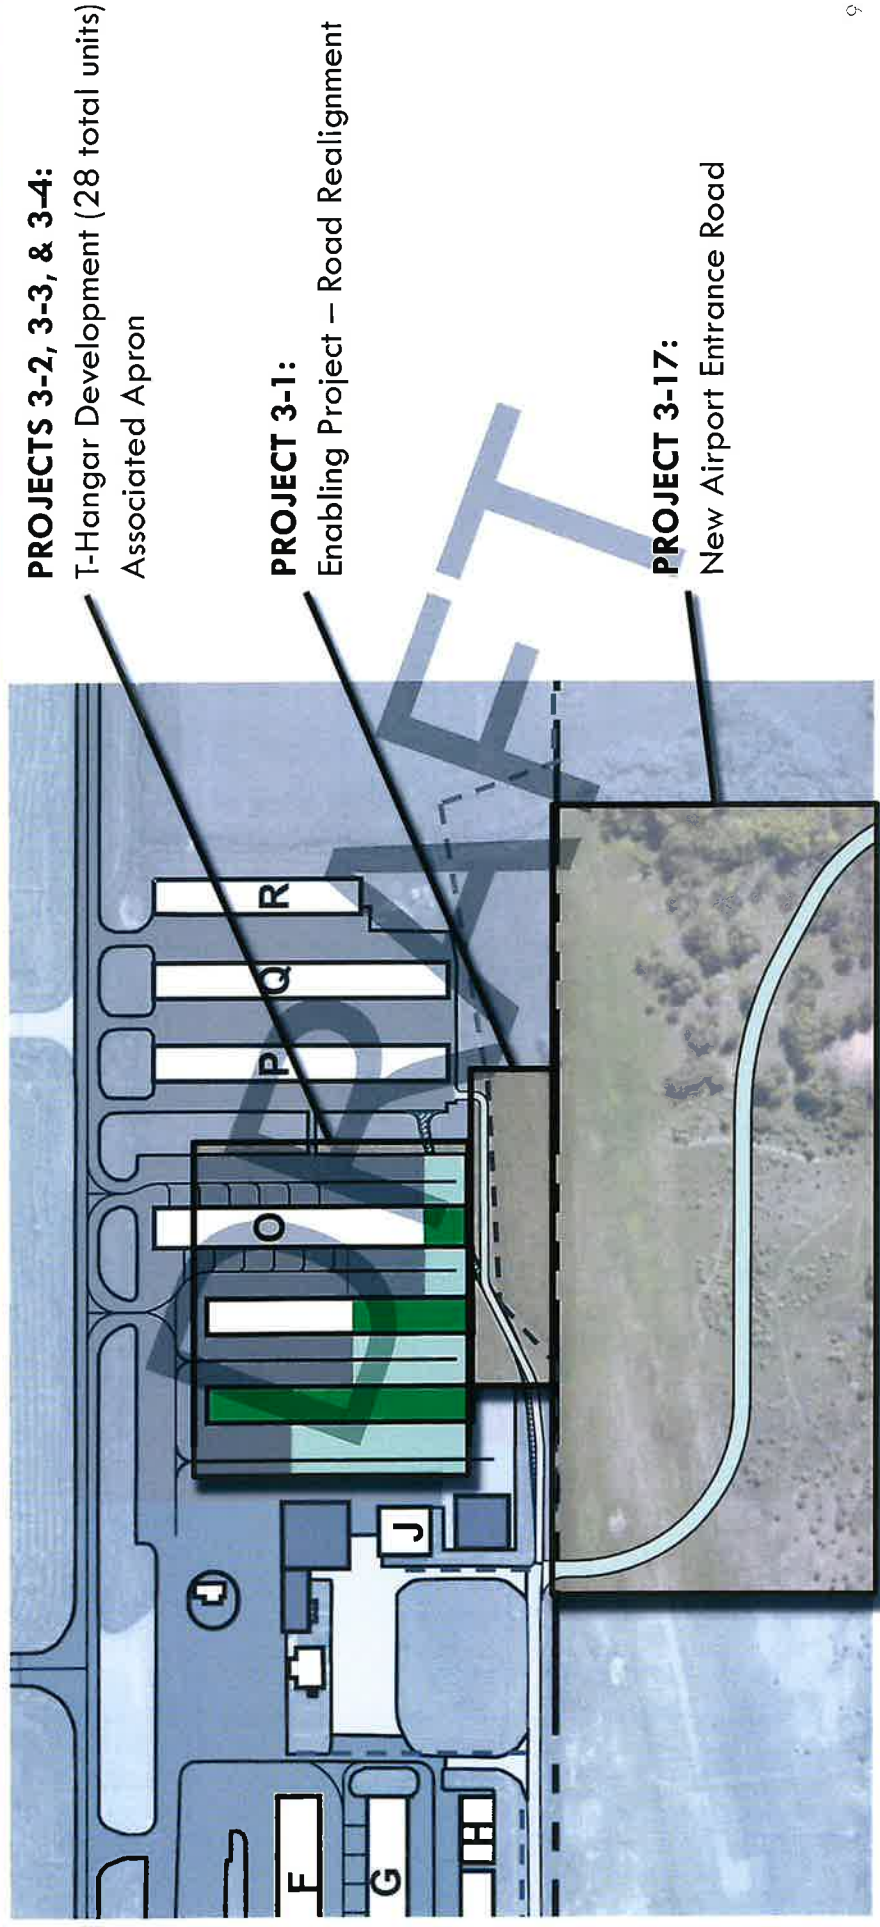 PROJECTS 3-2, 3-3, & 3-4:
T-Hangar Development (28 total units)
Associated Apron
PROJECT 3-1:
Enabling Project – Road Realignment
PROJECT 3-17:
New Airport Entrance Road
DRAFT
F
G
H
J
O
P
Q
R
6